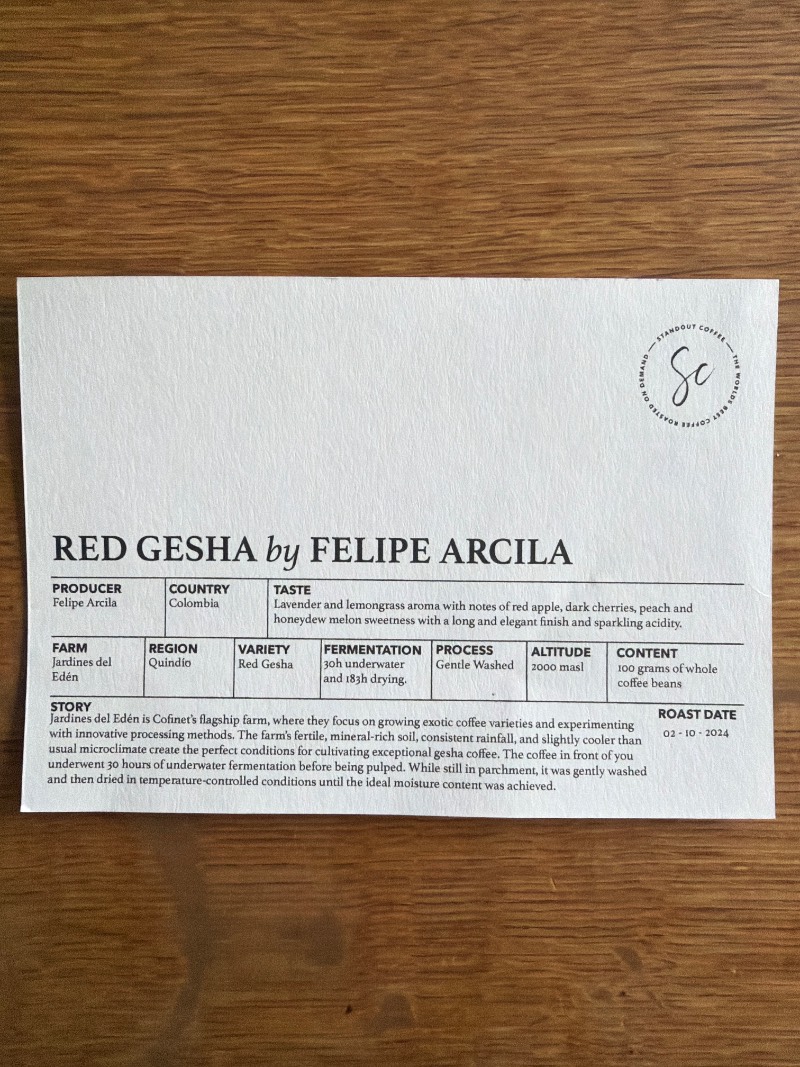 STANDOUT COFFEE — THE WORLDS BEST COFFEE ROASTED ON DEMAND —
Sc
RED GESHA by FELIPE ARCILA
PRODUCER
Felipe Arcila
COUNTRY
Colombia
TASTE
Lavender and lemongrass aroma with notes of red apple, dark cherries, peach and
honeydew melon sweetness with a long and elegant finish and sparkling acidity.
FARM
Jardines del
Edén
REGION
Quindío
VARIETY
Red Gesha
FERMENTATION
30h underwater
and 183h drying.
PROCESS
Gentle Washed
ALTITUDE
2000 masl
CONTENT
100 grams of whole
coffee beans
STORY
Jardines del Edén is Cofinet's flagship farm, where they focus on growing exotic coffee varieties and experimenting
with innovative processing methods. The farm's fertile, mineral-rich soil, consistent rainfall, and slightly cooler than
usual microclimate create the perfect conditions for cultivating exceptional gesha coffee. The coffee in front of you
underwent 30 hours of underwater fermentation before being pulped. While still in parchment, it was gently washed
and then dried in temperature-controlled conditions until the ideal moisture content was achieved.
ROAST DATE
02 - 10 - 2024